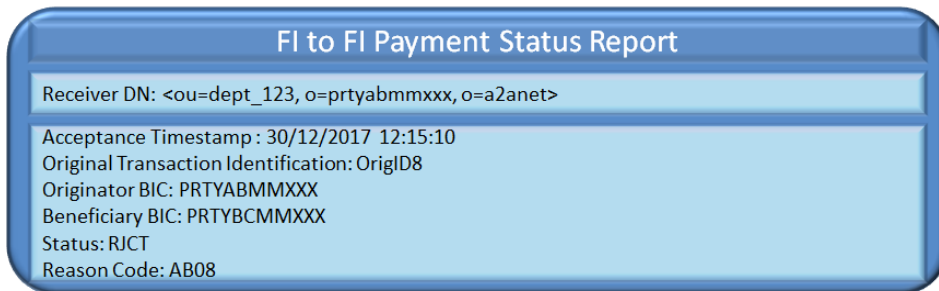 FI to FI Payment Status Report
Receiver DN: <ou=dept_123, o=prtyabmmxxx, o=a2anet>
Acceptance Timestamp : 30/12/2017 12:15:10
Original Transaction Identification: OrigID8
Originator BIC: PRTYABMMXXX
Beneficiary BIC: PRTYBCMMXXX
Status: RJCT
Reason Code: AB08